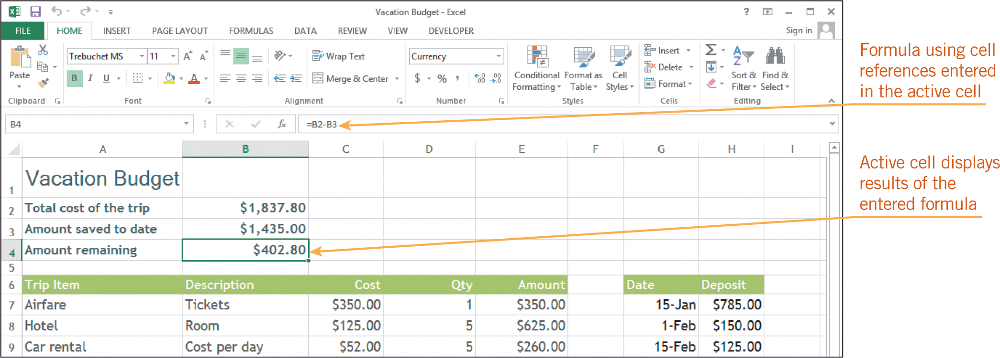 Vacation Budget - Excel
?
FILE HOME INSERT PAGE LAYOUT FORMULAS DATA REVIEW VIEW DEVELOPER Sign in
Trebuchet MS 11 A A Wrap Text Currency Insert Σ A Z
Paste Delete
B I U A Merge & Center $ % , ←.0 .00 .00 →.0 Conditional Formatting Format as Table Cell Styles Format Sort & Filter Find & Select
Clipboard Font Alignment Number Styles Cells Editing
B4 fx =B2-B3
A B C D E F G H I
1 Vacation Budget
2 Total cost of the trip $1,837.80
3 Amount saved to date $1,435.00
4 Amount remaining $402.80
5
6 Trip Item Description Cost Qty Amount Date Deposit
7 Airfare Tickets $350.00 1 $350.00 15-Jan $785.00
8 Hotel Room $125.00 5 $625.00 1-Feb $150.00
9 Car rental Cost per day $52.00 5 $260.00 15-Feb $125.00
Formula using cell
references entered
in the active cell
Active cell displays
results of the
entered formula